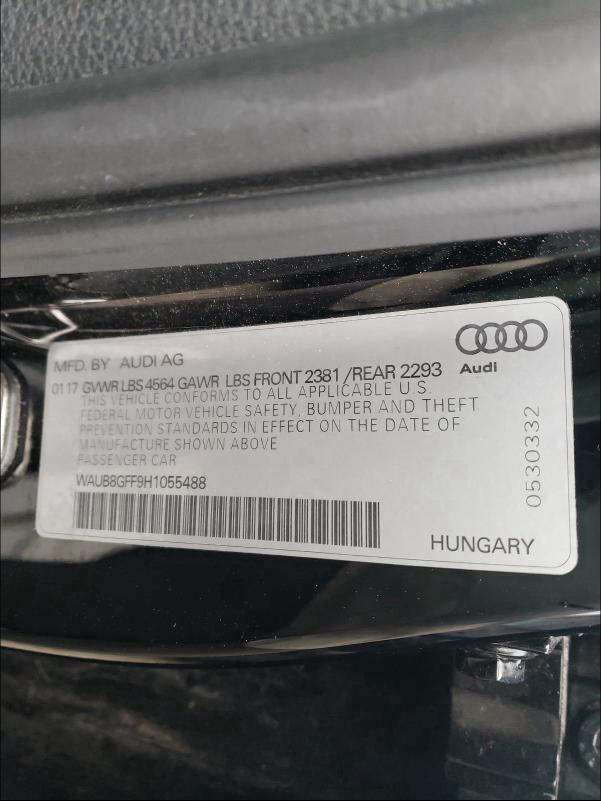 MFD. BY AUDI AG
01 17 GVWR LBS 4564 GAWR LBS FRONT 2381 /REAR 2293
THIS VEHICLE CONFORMS TO ALL APPLICABLE U.S.
FEDERAL MOTOR VEHICLE SAFETY, BUMPER AND THEFT
PREVENTION STANDARDS IN EFFECT ON THE DATE OF
MANUFACTURE SHOWN ABOVE
PASSENGER CAR
WAUB8GFF9H1055488
Audi
0530332
HUNGARY